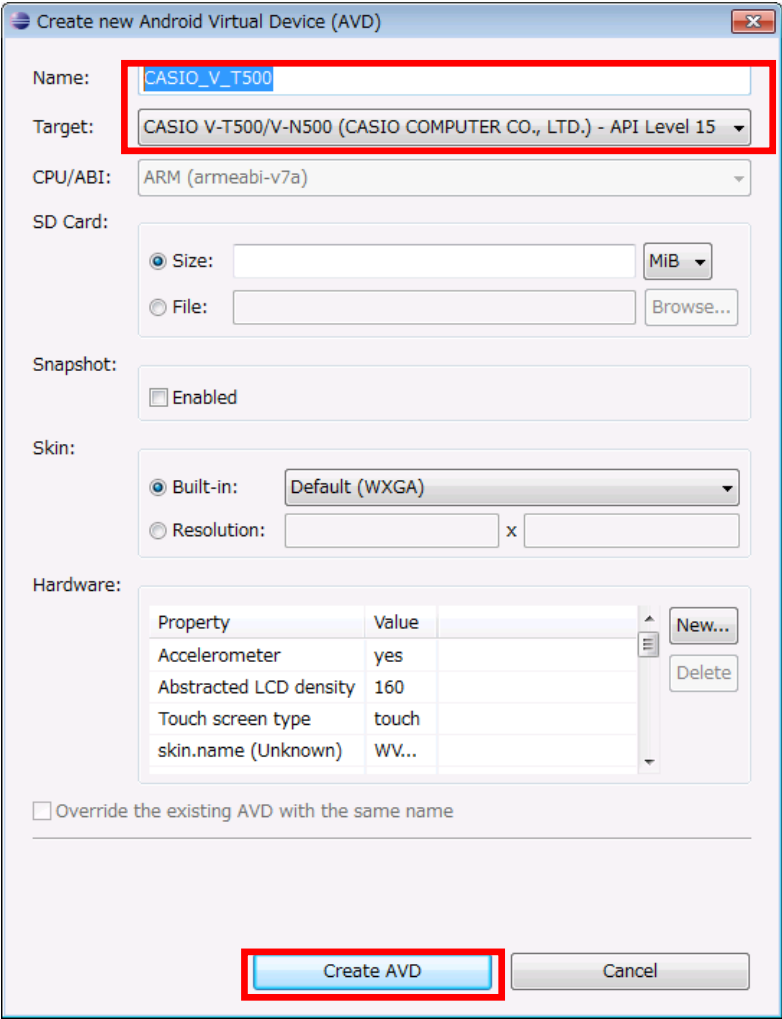 Create new Android Virtual Device (AVD)
Name: CASIO_V_T500
Target: CASIO V-T500/V-N500 (CASIO COMPUTER CO., LTD.) - API Level 15
CPU/ABI: ARM (armeabi-v7a)
SD Card:
Size: MiB
File: Browse...
Snapshot:
Enabled
Skin:
Built-in: Default (WXGA)
Resolution: x
Hardware:
Property Value New...
Accelerometer yes
Abstracted LCD density 160 Delete
Touch screen type touch
skin.name (Unknown) WV...
Override the existing AVD with the same name
Create AVD Cancel